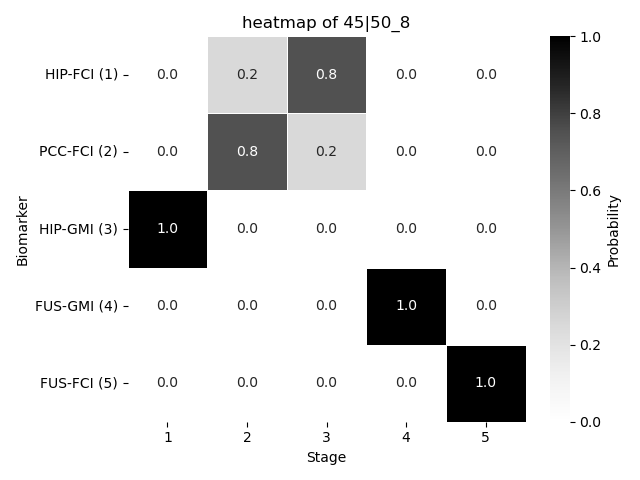 heatmap of 45|50_8
HIP-FCI (1) 0.0 0.2 0.8 0.0 0.0
PCC-FCI (2) 0.0 0.8 0.2 0.0 0.0
HIP-GMI (3) 1.0 0.0 0.0 0.0 0.0
FUS-GMI (4) 0.0 0.0 0.0 1.0 0.0
FUS-FCI (5) 0.0 0.0 0.0 0.0 1.0
1 2 3 4 5
Stage
Biomarker
1.0
0.8
0.6
0.4
0.2
0.0
Probability